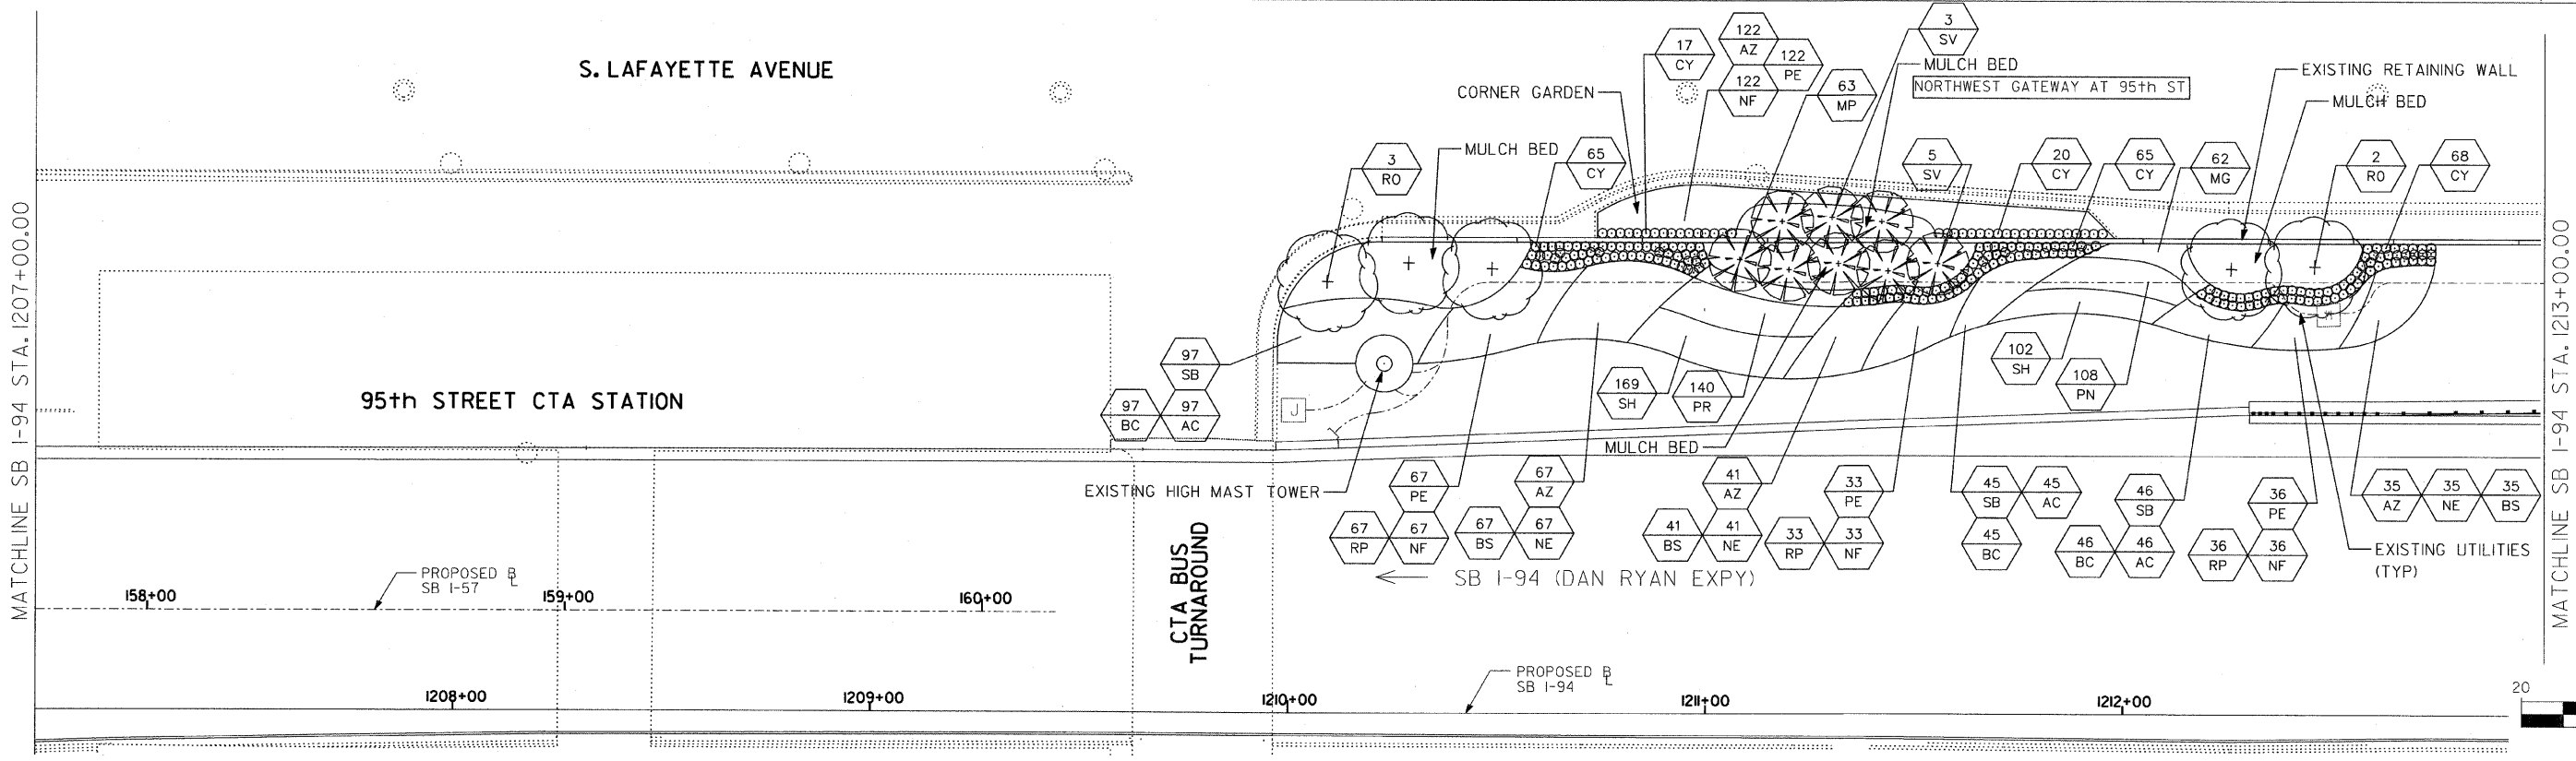 S. LAFAYETTE AVENUE
17
CY
122
AZ
122
PE
122
NF
3
SV
MULCH BED
NORTHWEST GATEWAY AT 95th ST
63
MP
CORNER GARDEN
EXISTING RETAINING WALL
MULCH BED
3
RO
MULCH BED
65
CY
5
SV
20
CY
65
CY
62
MG
2
RO
68
CY
MATCHLINE SB I-94 STA. 1207+00.00
MATCHLINE SB I-94 STA. 1213+00.00
95th STREET CTA STATION
97
SB
97
BC
97
AC
J
169
SH
140
PR
102
SH
108
PN
MULCH BED
EXISTING HIGH MAST TOWER
67
PE
67
RP
67
NF
67
AZ
67
BS
67
NE
41
AZ
41
BS
41
NE
33
PE
33
RP
33
NF
45
SB
45
AC
45
BC
46
SB
46
BC
46
AC
36
PE
36
RP
36
NF
35
AZ
35
NE
35
BS
EXISTING UTILITIES
(TYP)
SB I-94 (DAN RYAN EXPY)
CTA BUS
TURNAROUND
PROPOSED BL
SB I-57
158+00
159+00
160+00
PROPOSED BL
SB I-94
1208+00
1209+00
1210+00
1211+00
1212+00
20